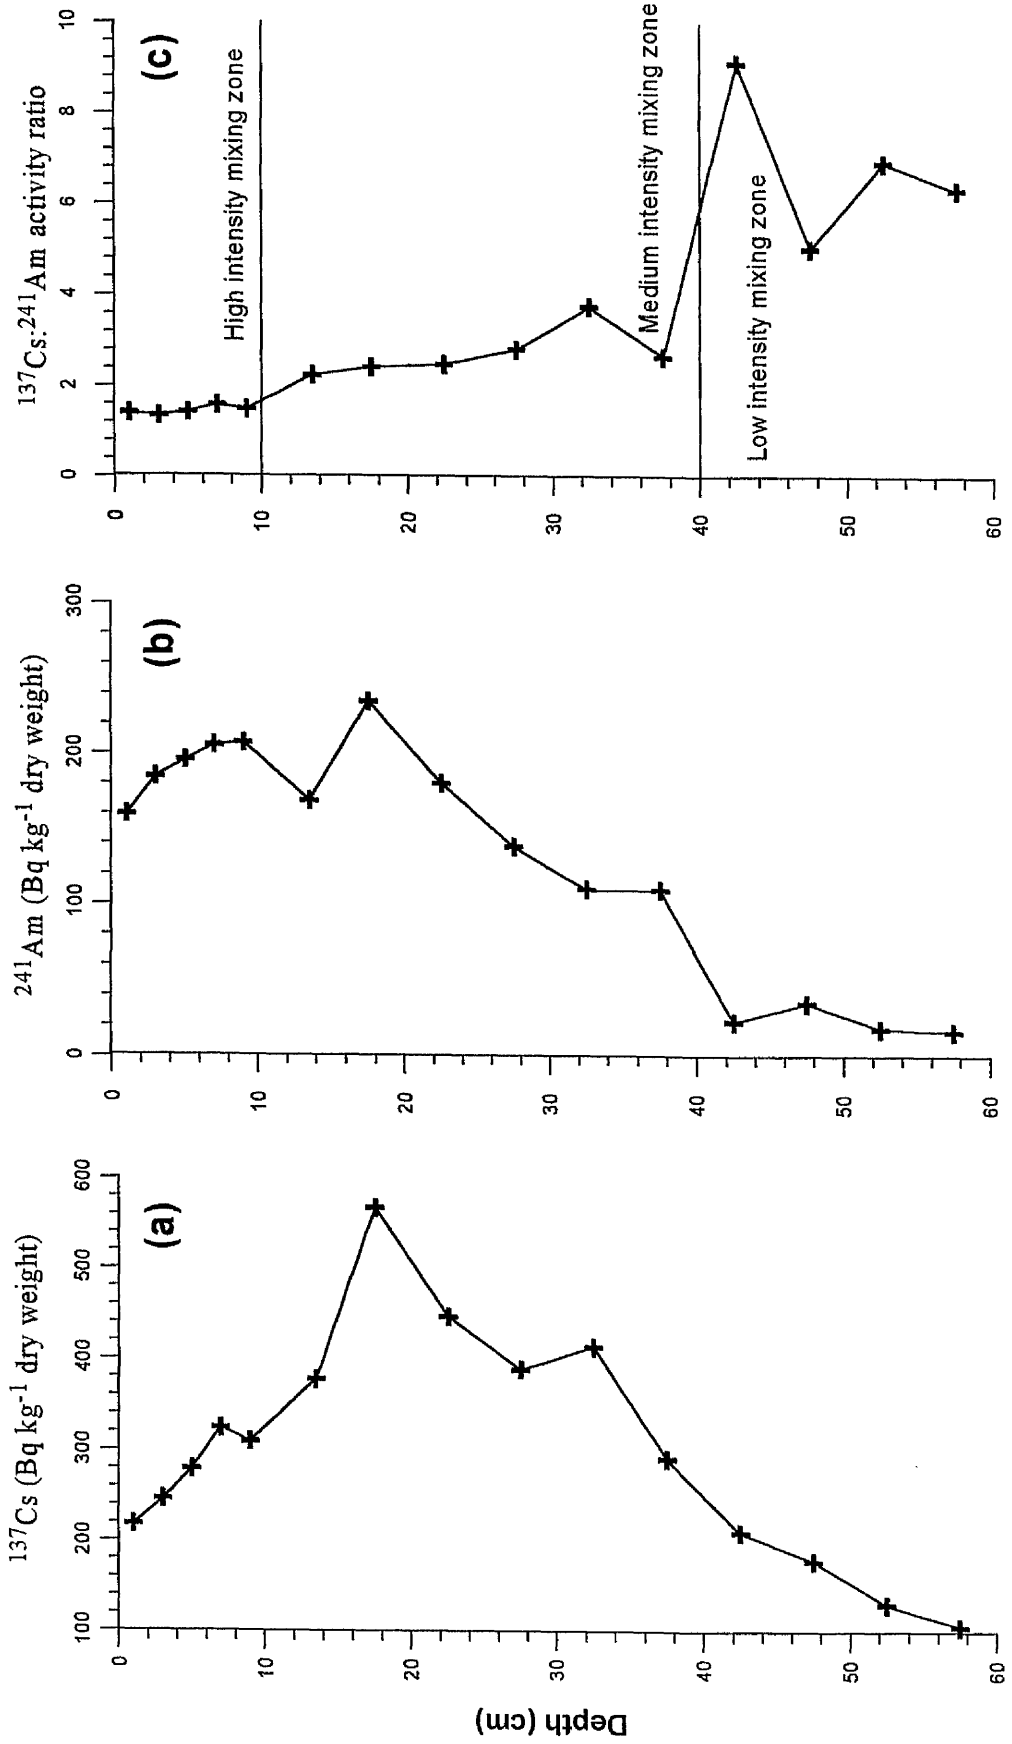 ¹³⁷Cs (Bq kg⁻¹ dry weight)
100 200 300 400 500 600
(a)
0
10
20
30
40
50
60
Depth (cm)
²⁴¹Am (Bq kg⁻¹ dry weight)
0 100 200 300
(b)
0
10
20
30
40
50
60
¹³⁷Cs:²⁴¹Am activity ratio
0 2 4 6 8 10
(c)
0
10
20
30
40
50
60
High intensity mixing zone
Medium intensity mixing zone
Low intensity mixing zone